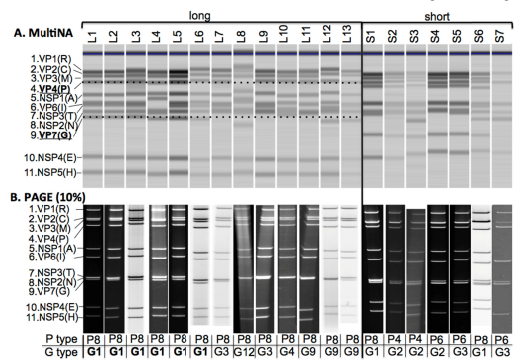 long
short
A. MultiNA
L1 L2 L3 L4 L5 L6 L7 L8 L9 L10 L11 L12 L13 S1 S2 S3 S4 S5 S6 S7
1.VP1(R)
2.VP2(C)
3.VP3(M)
4.VP4(P)
5.NSP1(A)
6.VP6(I)
7.NSP3(T)
8.NSP2(N)
9.VP7(G)
10.NSP4(E)
11.NSP5(H)
B. PAGE (10%)
1.VP1(R)
2.VP2(C)
3.VP3(M)
4.VP4(P)
5.NSP1(A)
6.VP6(I)
7.NSP3(T)
8.NSP2(N)
9.VP7(G)
10.NSP4(E)
11.NSP5(H)
P type P8 P8 P8 P8 P8 P8 P8 P8 P8 P8 P8 P8 P8 P8 P4 P4 P6 P6 P8 P6
G type G1 G1 G1 G1 G1 G1 G3 G12 G3 G4 G9 G9 G9 G2 G2 G2 G1